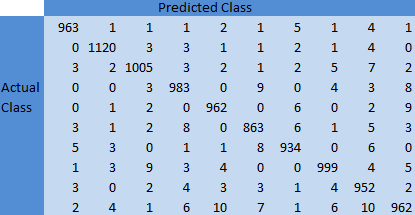 Predicted Class
963 1 1 1 2 1 5 1 4 1
0 1120 3 3 1 1 2 1 4 0
3 2 1005 3 2 1 2 5 7 2
Actual 0 0 3 983 0 9 0 4 3 8
Class 0 1 2 0 962 0 6 0 2 9
3 1 2 8 0 863 6 1 5 3
5 3 0 1 1 8 934 0 6 0
1 3 9 3 4 0 0 999 4 5
3 0 2 4 3 3 1 4 952 2
2 4 1 6 10 7 1 6 10 962